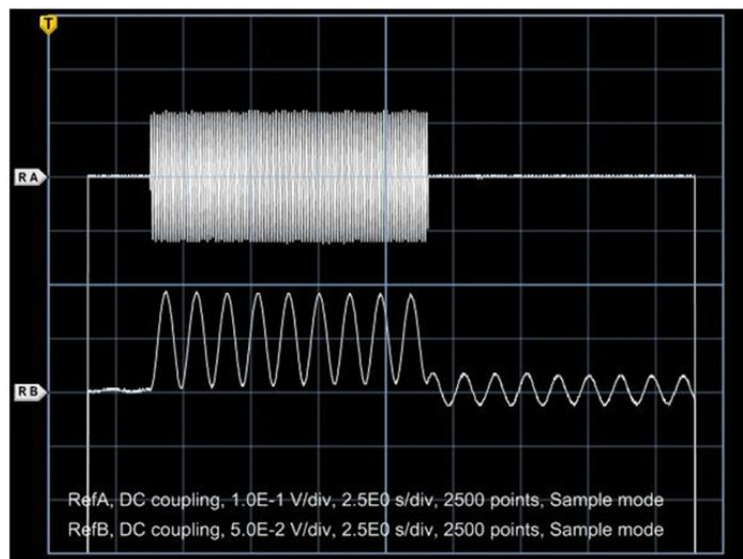 T
RA
RB
RefA, DC coupling, 1.0E-1 V/div, 2.5E0 s/div, 2500 points, Sample mode
RefB, DC coupling, 5.0E-2 V/div, 2.5E0 s/div, 2500 points, Sample mode